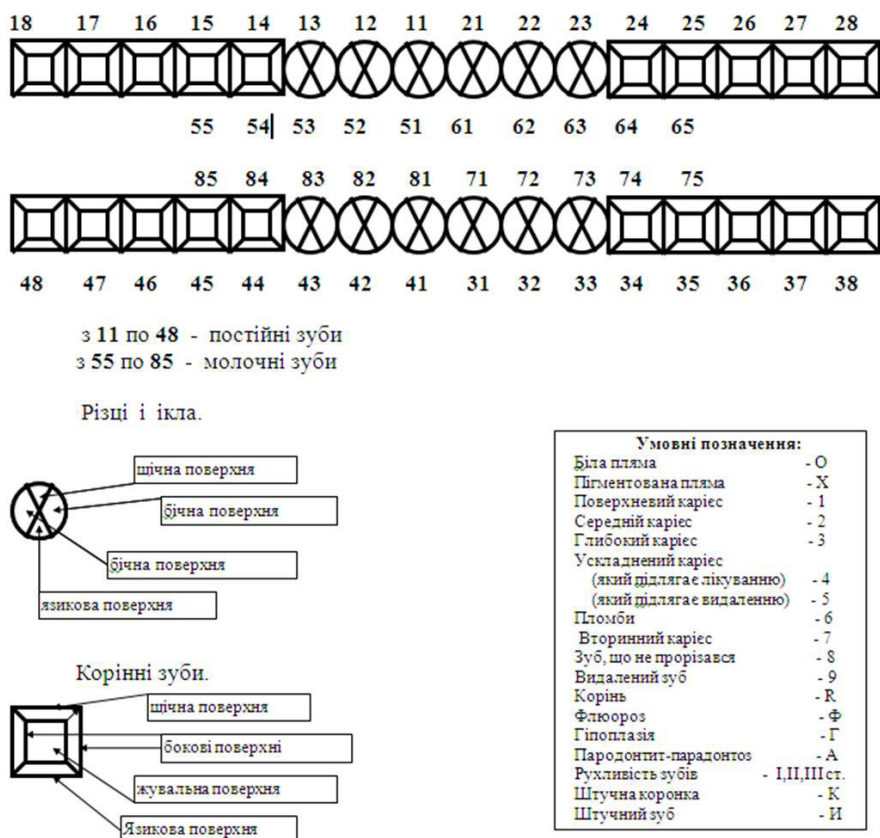 18 17 16 15 14 13 12 11 21 22 23 24 25 26 27 28
55 54 53 52 51 61 62 63 64 65
85 84 83 82 81 71 72 73 74 75
48 47 46 45 44 43 42 41 31 32 33 34 35 36 37 38
з 11 по 48 - постійні зуби
з 55 по 85 - молочні зуби
Різці і ікла.
щічна поверхня
бічна поверхня
бічна поверхня
язикова поверхня
Корінні зуби.
щічна поверхня
бокові поверхні
жувальна поверхня
Язикова поверхня
Умовні позначення:
Біла пляма - О
Пігментована пляма - Х
Поверхневий карієс - 1
Середній карієс - 2
Глибокий карієс - 3
Ускладнений карієс
(який підлягає лікуванню) - 4
(який підлягає видаленню) - 5
Пломби - 6
Вторинний карієс - 7
Зуб, що не прорізався - 8
Видалений зуб - 9
Корінь - R
Флюороз - Ф
Гіпоплазія - Г
Пародонтит-парадонтоз - А
Рухливість зубів - I,II,III ст.
Штучна коронка - К
Штучний зуб - И